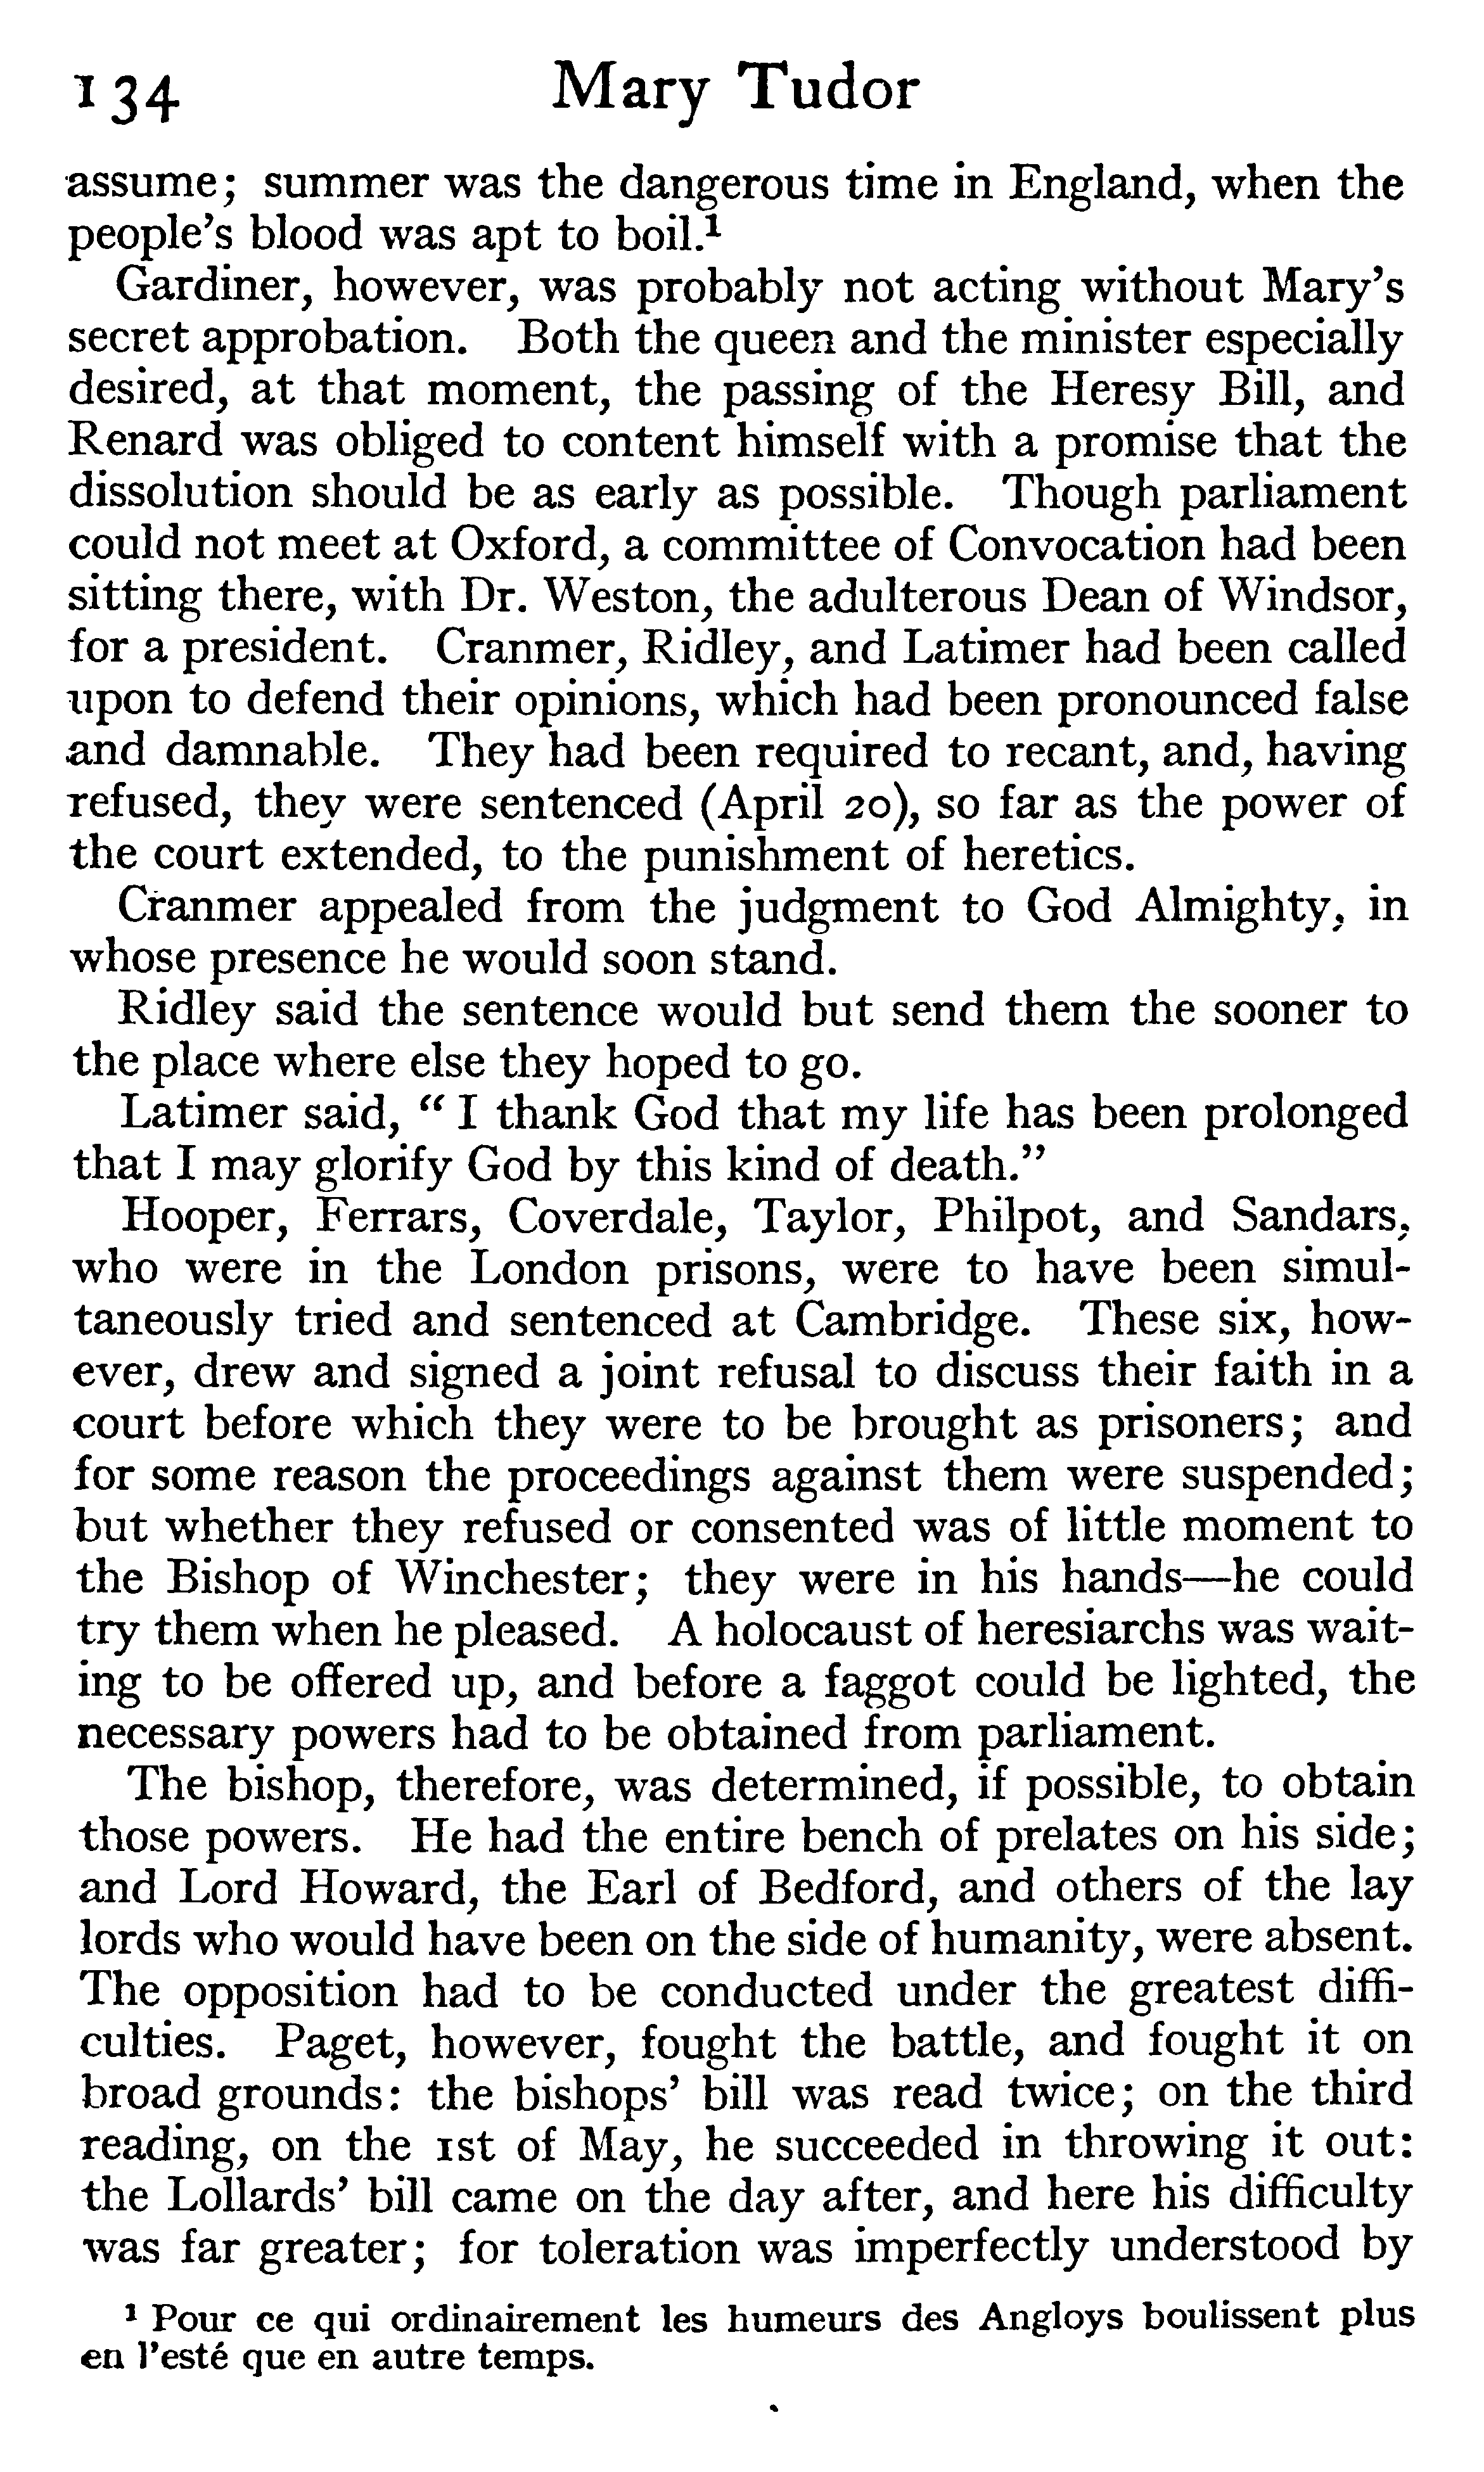 134 Mary Tudor
assume; summer was the dangerous time in England, when the
people's blood was apt to boil.¹
Gardiner, however, was probably not acting without Mary's
secret approbation. Both the queen and the minister especially
desired, at that moment, the passing of the Heresy Bill, and
Renard was obliged to content himself with a promise that the
dissolution should be as early as possible. Though parliament
could not meet at Oxford, a committee of Convocation had been
sitting there, with Dr. Weston, the adulterous Dean of Windsor,
for a president. Cranmer, Ridley, and Latimer had been called
upon to defend their opinions, which had been pronounced false
and damnable. They had been required to recant, and, having
refused, they were sentenced (April 20), so far as the power of
the court extended, to the punishment of heretics.
Cranmer appealed from the judgment to God Almighty, in
whose presence he would soon stand.
Ridley said the sentence would but send them the sooner to
the place where else they hoped to go.
Latimer said, "I thank God that my life has been prolonged
that I may glorify God by this kind of death."
Hooper, Ferrars, Coverdale, Taylor, Philpot, and Sandars,
who were in the London prisons, were to have been simul-
taneously tried and sentenced at Cambridge. These six, how-
ever, drew and signed a joint refusal to discuss their faith in a
court before which they were to be brought as prisoners; and
for some reason the proceedings against them were suspended;
but whether they refused or consented was of little moment to
the Bishop of Winchester; they were in his hands—he could
try them when he pleased. A holocaust of heresiarchs was wait-
ing to be offered up, and before a faggot could be lighted, the
necessary powers had to be obtained from parliament.
The bishop, therefore, was determined, if possible, to obtain
those powers. He had the entire bench of prelates on his side;
and Lord Howard, the Earl of Bedford, and others of the lay
lords who would have been on the side of humanity, were absent.
The opposition had to be conducted under the greatest diffi-
culties. Paget, however, fought the battle, and fought it on
broad grounds: the bishops' bill was read twice; on the third
reading, on the 1st of May, he succeeded in throwing it out:
the Lollards' bill came on the day after, and here his difficulty
was far greater; for toleration was imperfectly understood by
¹ Pour ce qui ordinairement les humeurs des Angloys boulissent plus
en l'esté que en autre temps.